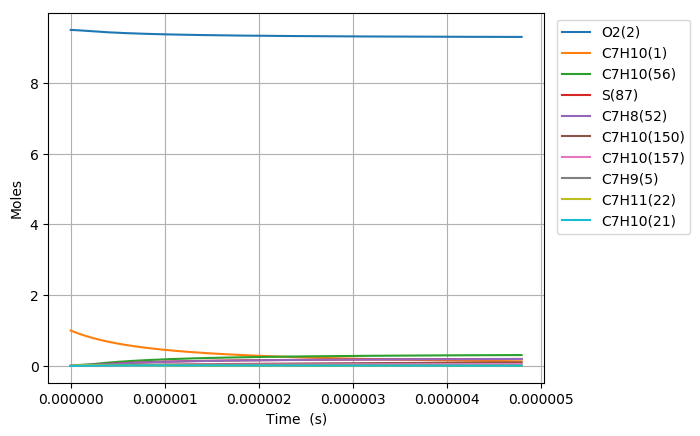 8
6
4
2
0
Moles
0.000000
0.000001
0.000002
0.000003
0.000004
0.000005
Time  (s)
O2(2)
C7H10(1)
C7H10(56)
S(87)
C7H8(52)
C7H10(150)
C7H10(157)
C7H9(5)
C7H11(22)
C7H10(21)